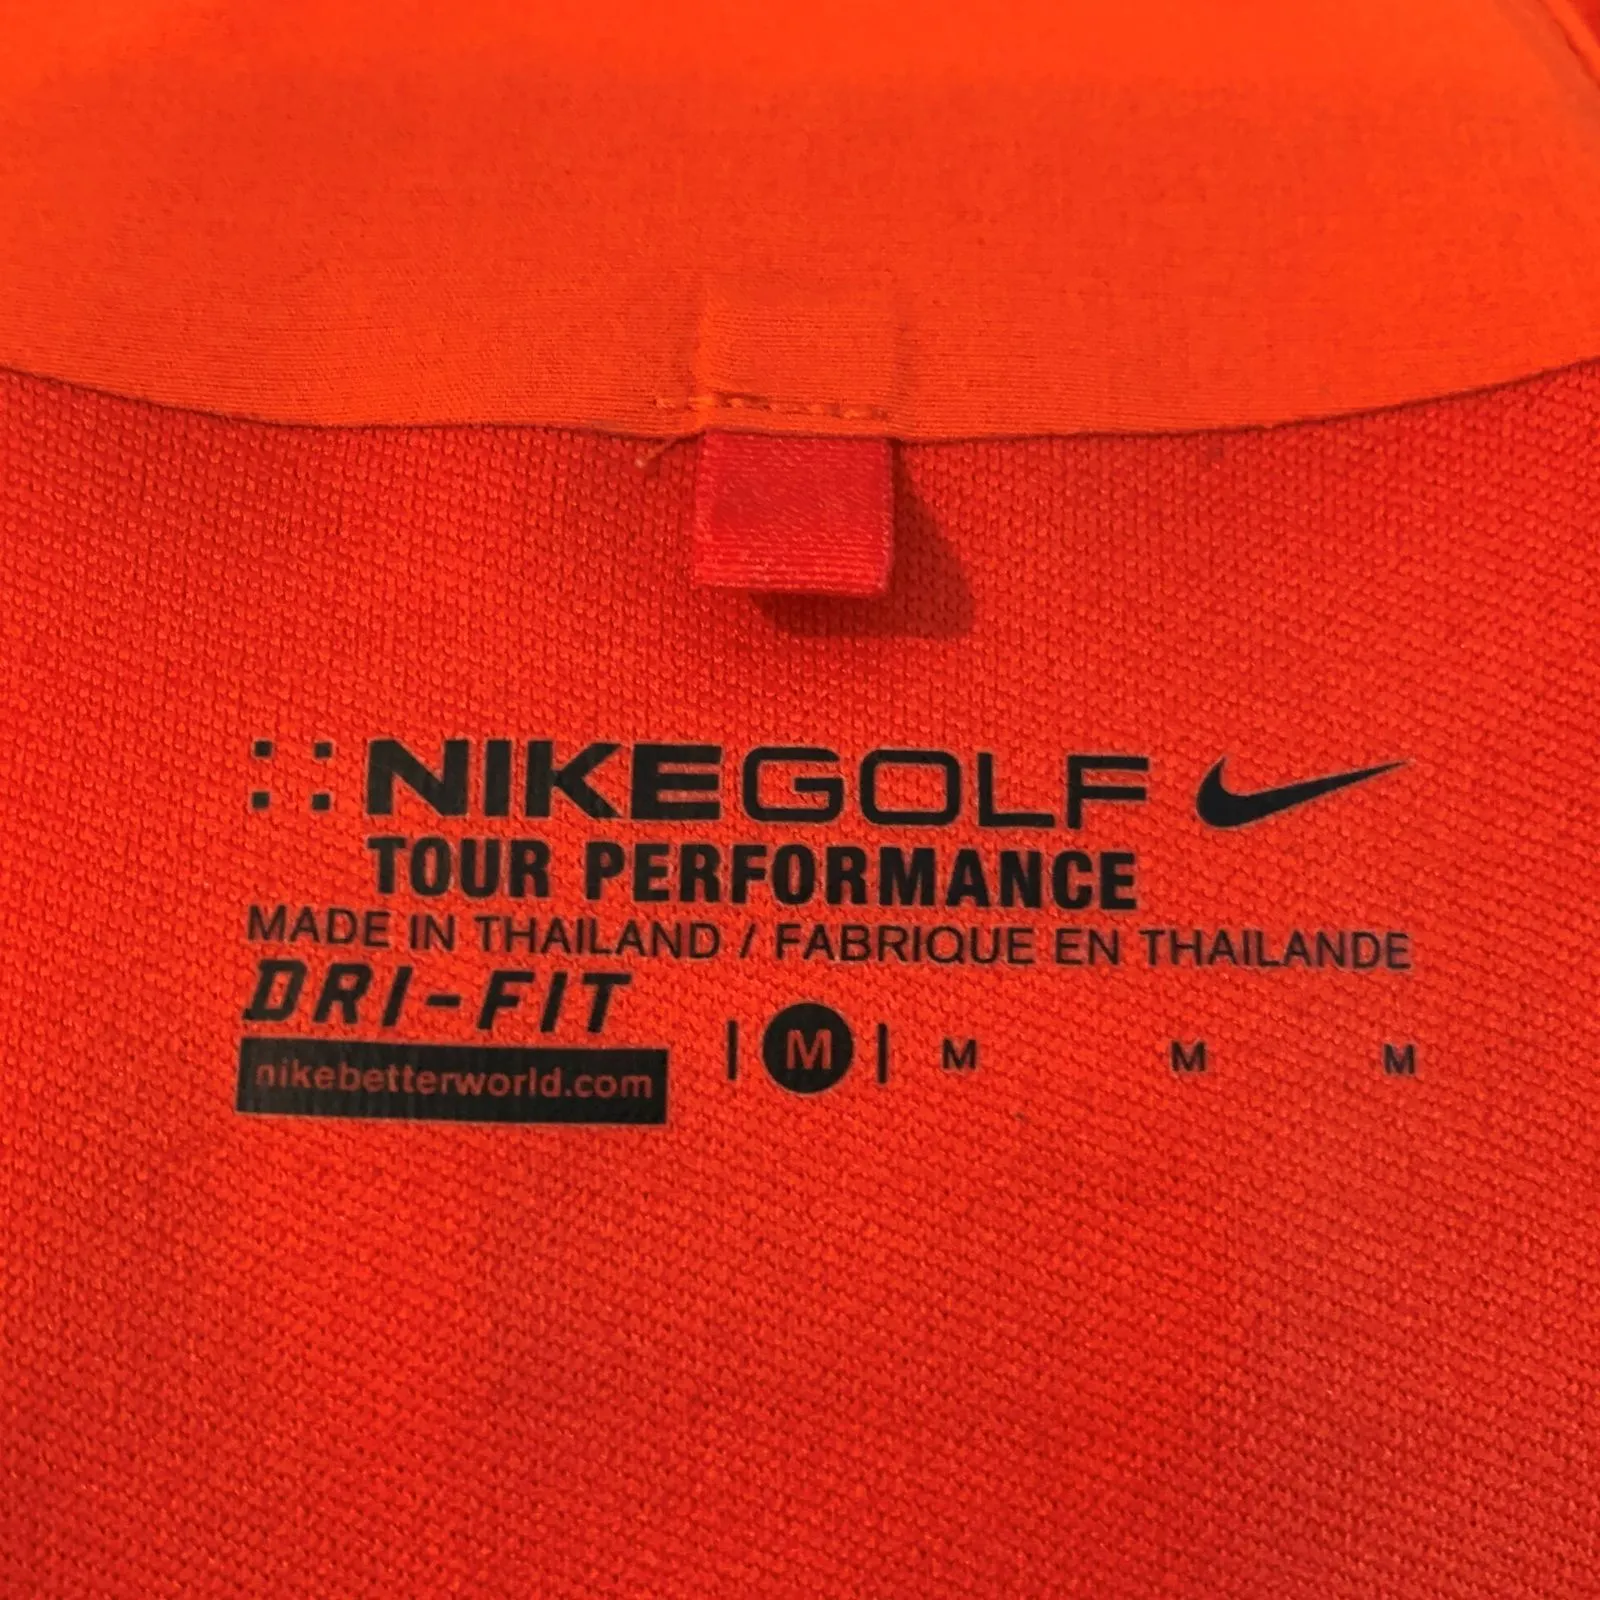 NIKEGOLF
TOUR PERFORMANCE
MADE IN THAILAND / FABRIQUE EN THAILANDE
DRI-FIT
nikebetterworld.com
| M | M M M